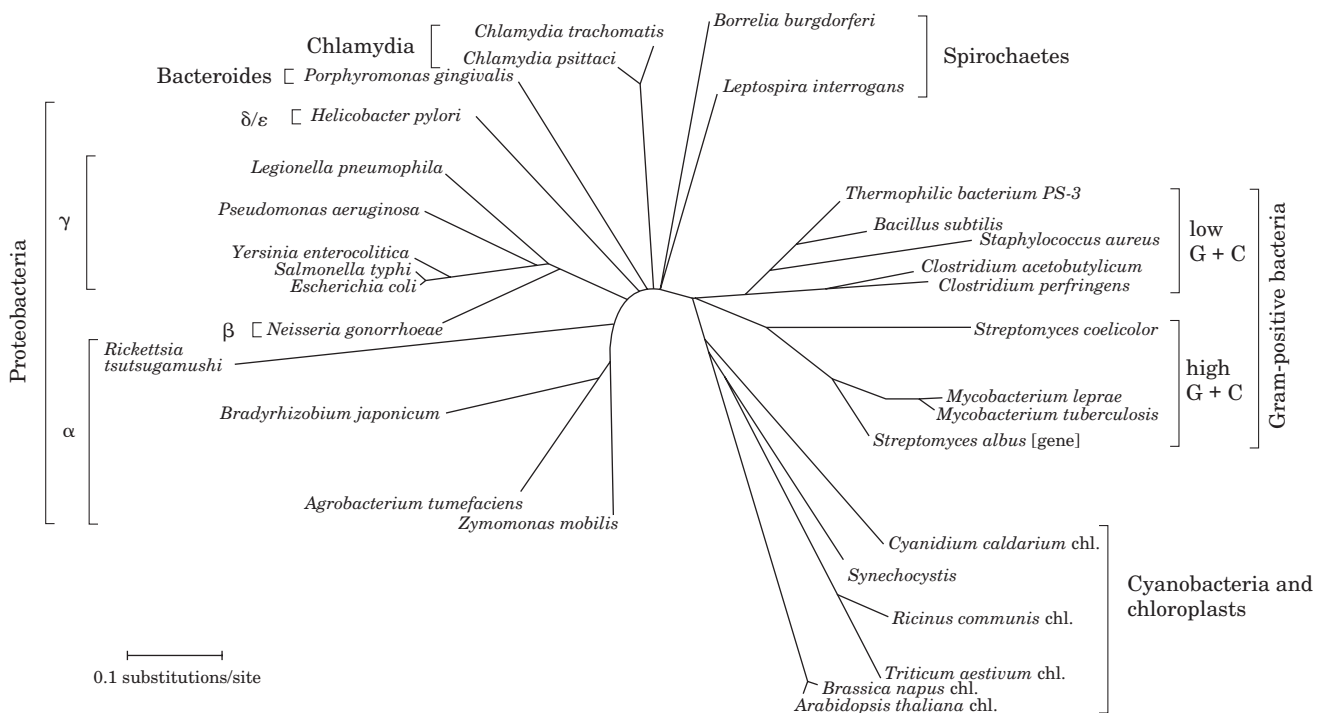 Borrelia burgdorferi
Chlamydia trachomatis
Chlamydia
Spirochaetes
Chlamydia psittaci
Bacteroides
Porphyromonas gingivalis
Leptospira interrogans
δ/ε
Helicobacter pylori
Legionella pneumophila
Thermophilic bacterium PS-3
γ
Pseudomonas aeruginosa
Bacillus subtilis
low
G + C
Staphylococcus aureus
Yersinia enterocolitica
Salmonella typhi
Escherichia coli
Clostridium acetobutylicum
Clostridium perfringens
Proteobacteria
Gram-positive bacteria
β
Neisseria gonorrhoeae
Streptomyces coelicolor
Rickettsia
tsutsugamushi
high
G + C
Mycobacterium leprae
Mycobacterium tuberculosis
Bradyrhizobium japonicum
α
Streptomyces albus [gene]
Agrobacterium tumefaciens
Zymomonas mobilis
Cyanidium caldarium chl.
Synechocystis
Cyanobacteria and
chloroplasts
Ricinus communis chl.
0.1 substitutions/site
Triticum aestivum chl.
Brassica napus chl.
Arabidopsis thaliana chl.